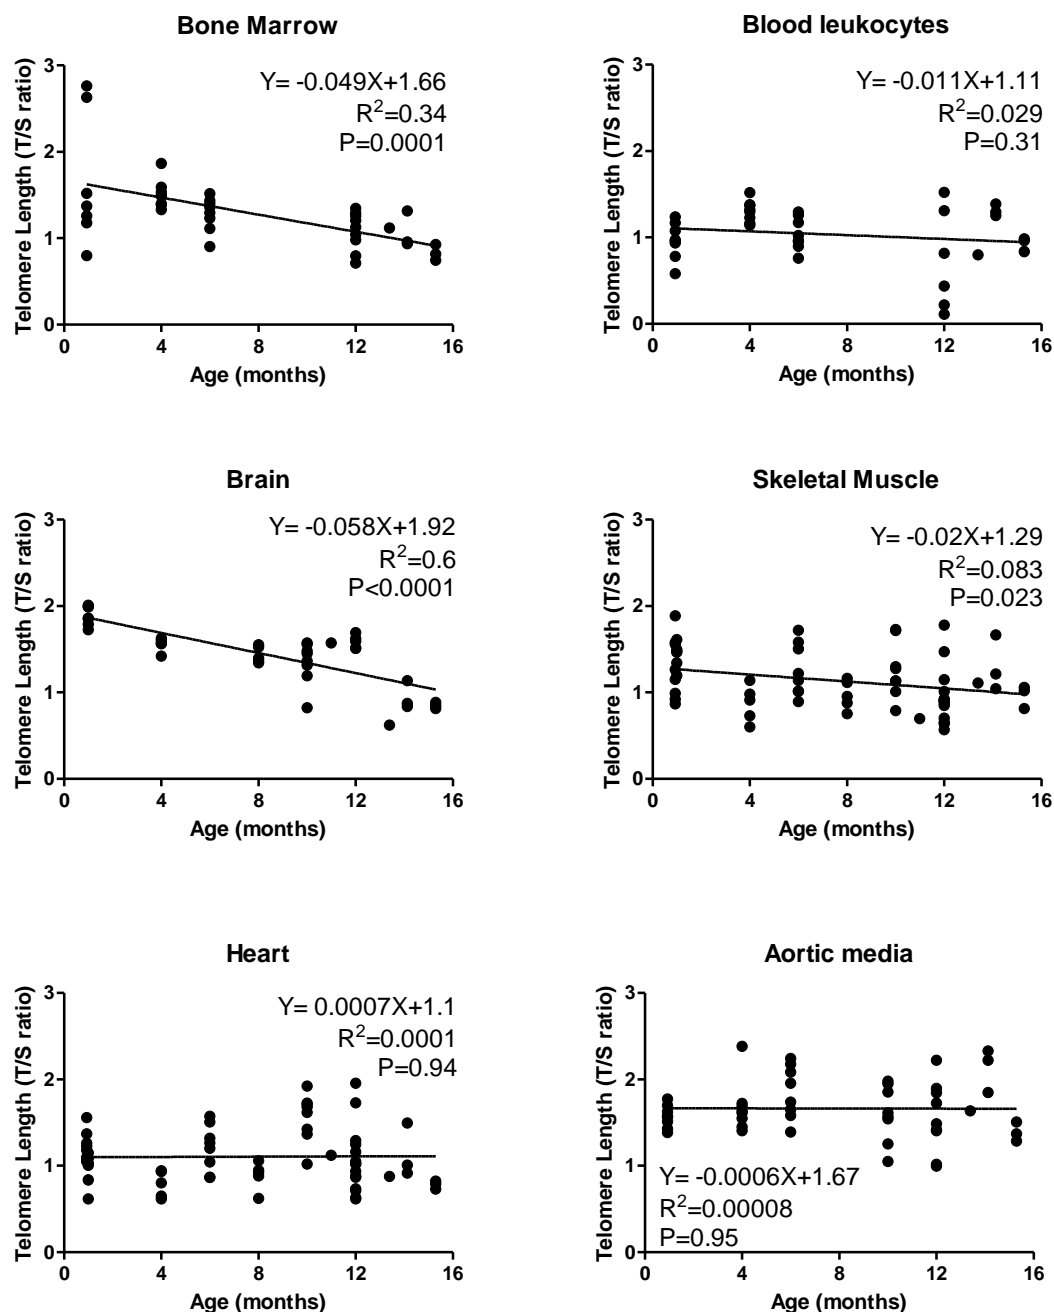 Bone Marrow
Y= -0.049X+1.66
R²=0.34
P=0.0001
Telomere Length (T/S ratio)
3
2
1
0
0 4 8 12 16
Age (months)
Blood leukocytes
Y= -0.011X+1.11
R²=0.029
P=0.31
Telomere Length (T/S ratio)
3
2
1
0
0 4 8 12 16
Age (months)
Brain
Y= -0.058X+1.92
R²=0.6
P<0.0001
Telomere Length (T/S ratio)
3
2
1
0
0 4 8 12 16
Age (months)
Skeletal Muscle
Y= -0.02X+1.29
R²=0.083
P=0.023
Telomere Length (T/S ratio)
3
2
1
0
0 4 8 12 16
Age (months)
Heart
Y= 0.0007X+1.1
R²=0.0001
P=0.94
Telomere Length (T/S ratio)
3
2
1
0
0 4 8 12 16
Age (months)
Aortic media
Telomere Length (T/S ratio)
3
2
1
0
Y= -0.0006X+1.67
R²=0.00008
P=0.95
0 4 8 12 16
Age (months)